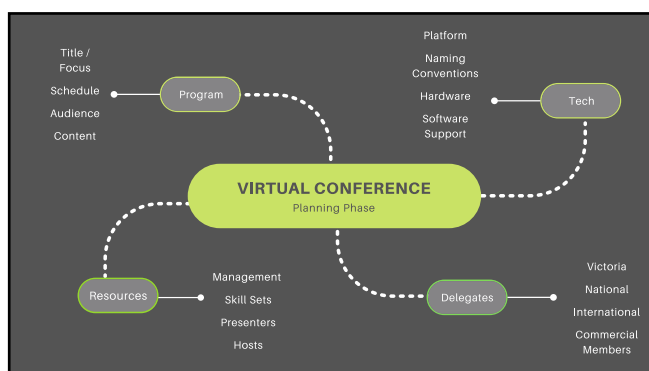 Title /
Focus
Schedule
Audience
Content
Program
Platform
Naming
Conventions
Hardware
Software
Support
Tech
VIRTUAL CONFERENCE
Planning Phase
Resources
Management
Skill Sets
Presenters
Hosts
Delegates
Victoria
National
International
Commercial
Members